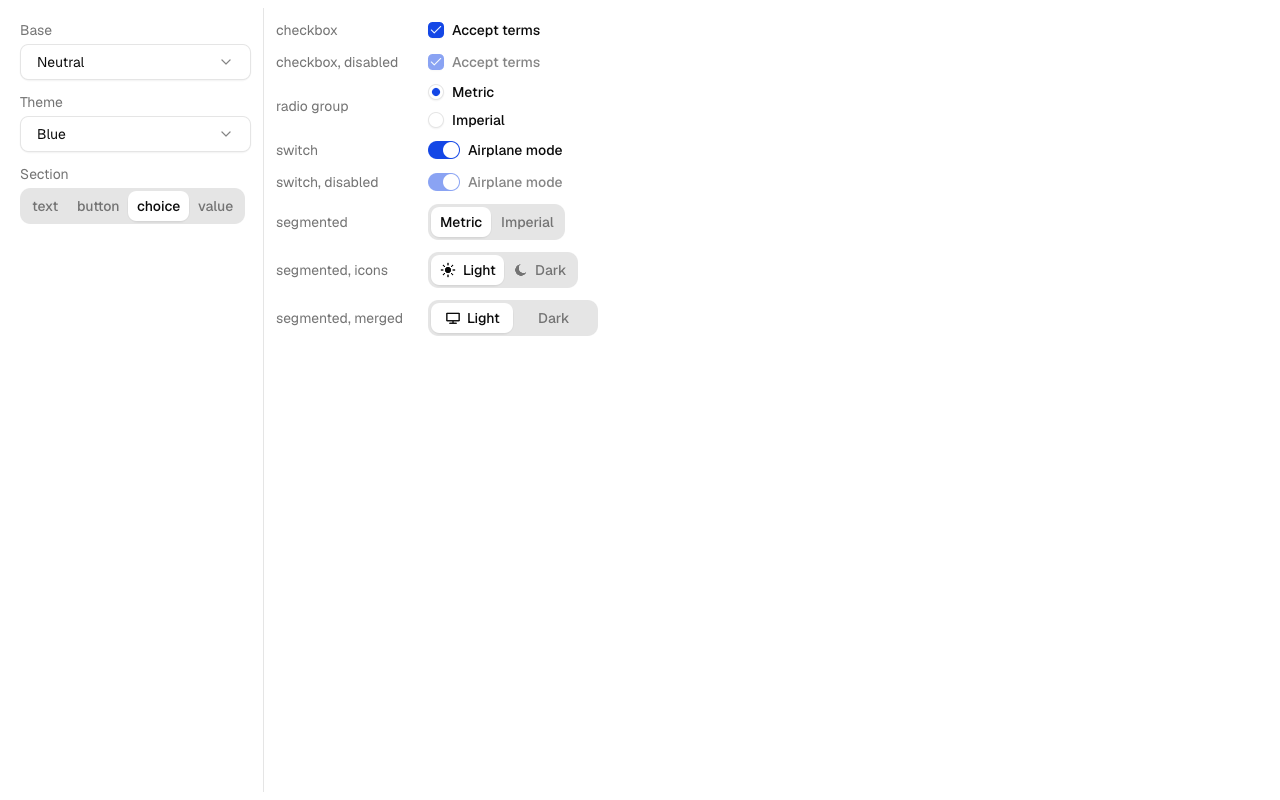 Base
Neutral
Theme
Blue
Section
text button choice value
checkbox Accept terms
checkbox, disabled Accept terms
radio group Metric
Imperial
switch Airplane mode
switch, disabled Airplane mode
segmented Metric Imperial
segmented, icons Light Dark
segmented, merged Light Dark